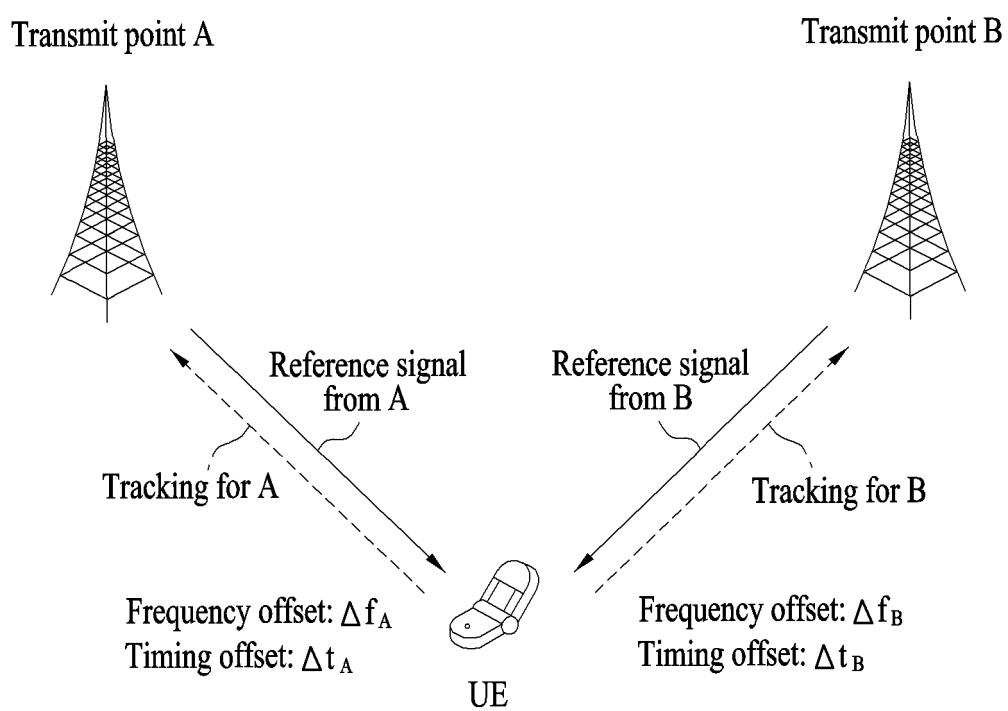 Transmit point A
Transmit point B
Reference signal
from A
Reference signal
from B
Tracking for A
Tracking for B
Frequency offset: Δf_A
Timing offset: Δt_A
Frequency offset: Δf_B
Timing offset: Δt_B
UE